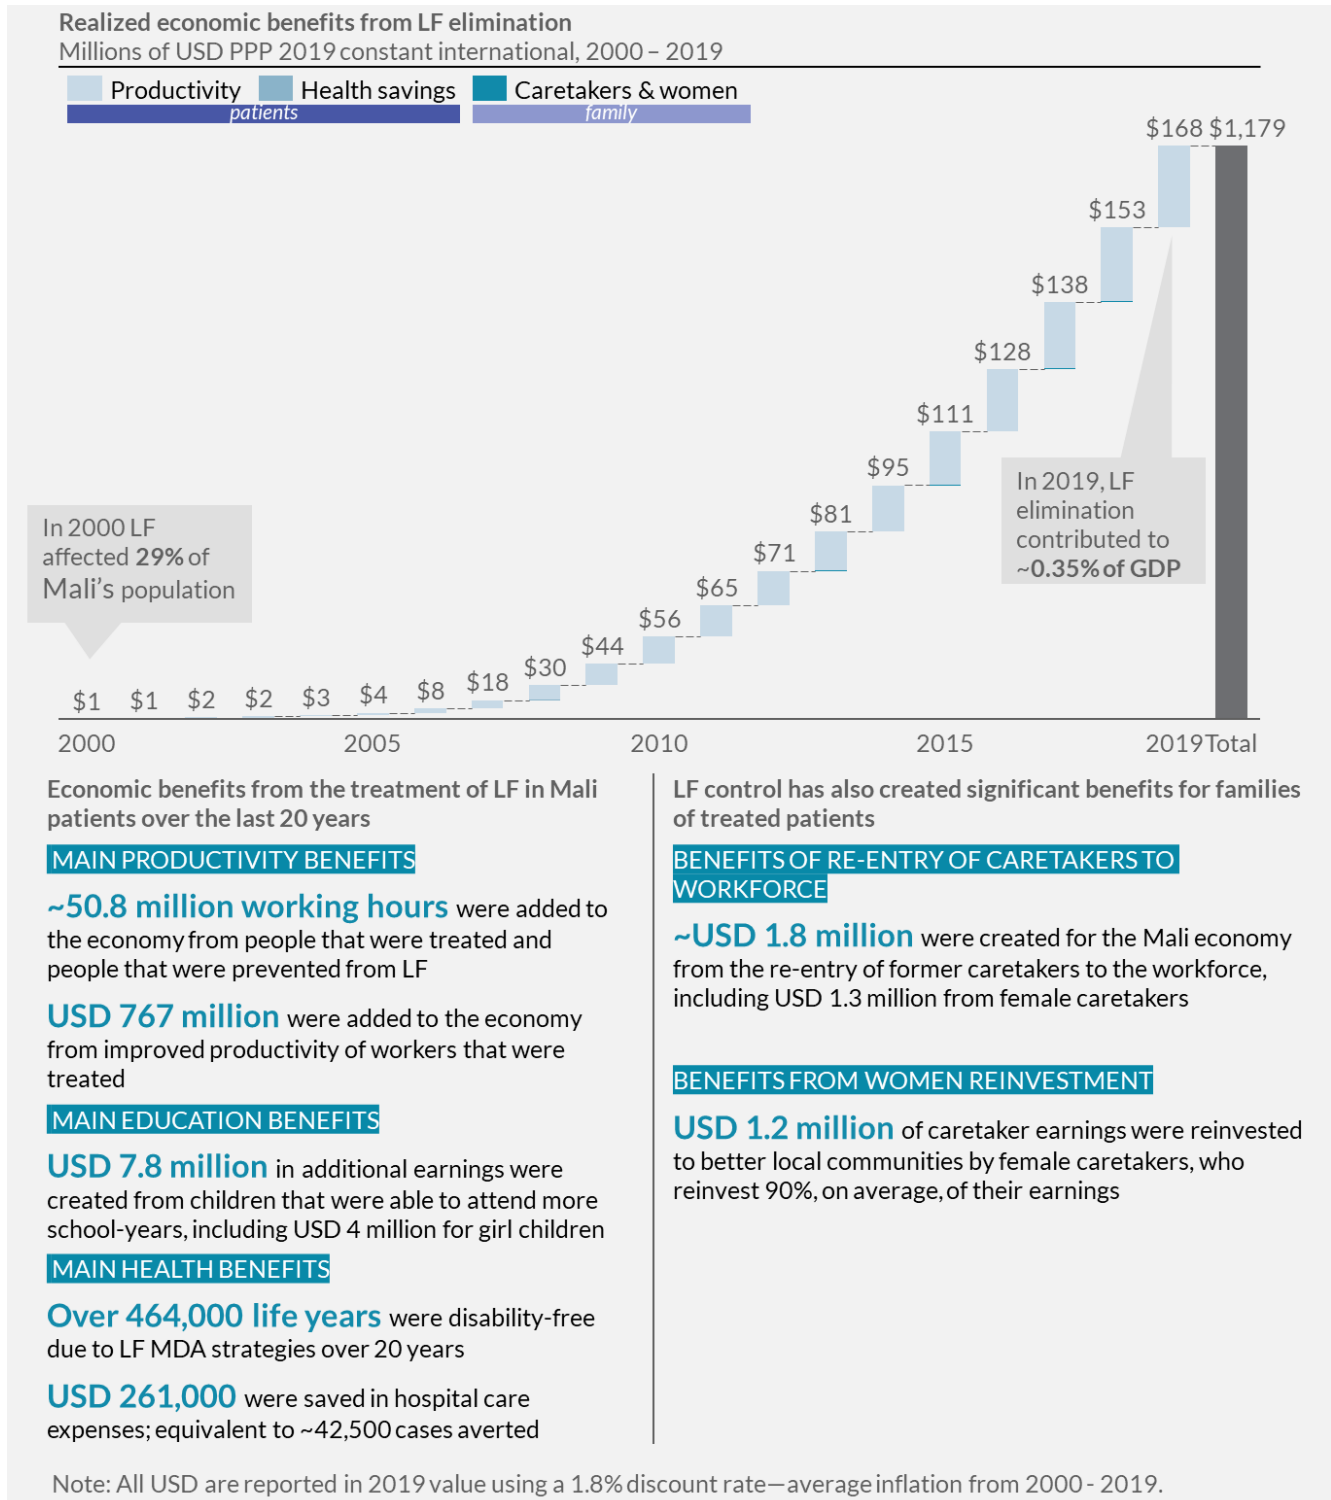 Realized economic benefits from LF elimination
Millions of USD PPP 2019 constant international, 2000 – 2019
Productivity Health savings Caretakers & women
patients family
$168 $1,179
$153
$138
$128
$111
$95
$81
$71
$65
$56
$44
$30
$18
$8
$4
$3
$2
$2
$1
$1
In 2000 LF
affected 29% of
Mali’s population
In 2019, LF
elimination
contributed to
~0.35% of GDP
2000 2005 2010 2015 2019 Total
Economic benefits from the treatment of LF in Mali
patients over the last 20 years
MAIN PRODUCTIVITY BENEFITS
~50.8 million working hours were added to
the economy from people that were treated and
people that were prevented from LF
USD 767 million were added to the economy
from improved productivity of workers that were
treated
MAIN EDUCATION BENEFITS
USD 7.8 million in additional earnings were
created from children that were able to attend more
school-years, including USD 4 million for girl children
MAIN HEALTH BENEFITS
Over 464,000 life years were disability-free
due to LF MDA strategies over 20 years
USD 261,000 were saved in hospital care
expenses; equivalent to ~42,500 cases averted
LF control has also created significant benefits for families
of treated patients
BENEFITS OF RE-ENTRY OF CARETAKERS TO
WORKFORCE
~USD 1.8 million were created for the Mali economy
from the re-entry of former caretakers to the workforce,
including USD 1.3 million from female caretakers
BENEFITS FROM WOMEN REINVESTMENT
USD 1.2 million of caretaker earnings were reinvested
to better local communities by female caretakers, who
reinvest 90%, on average, of their earnings
Note: All USD are reported in 2019 value using a 1.8% discount rate—average inflation from 2000 - 2019.